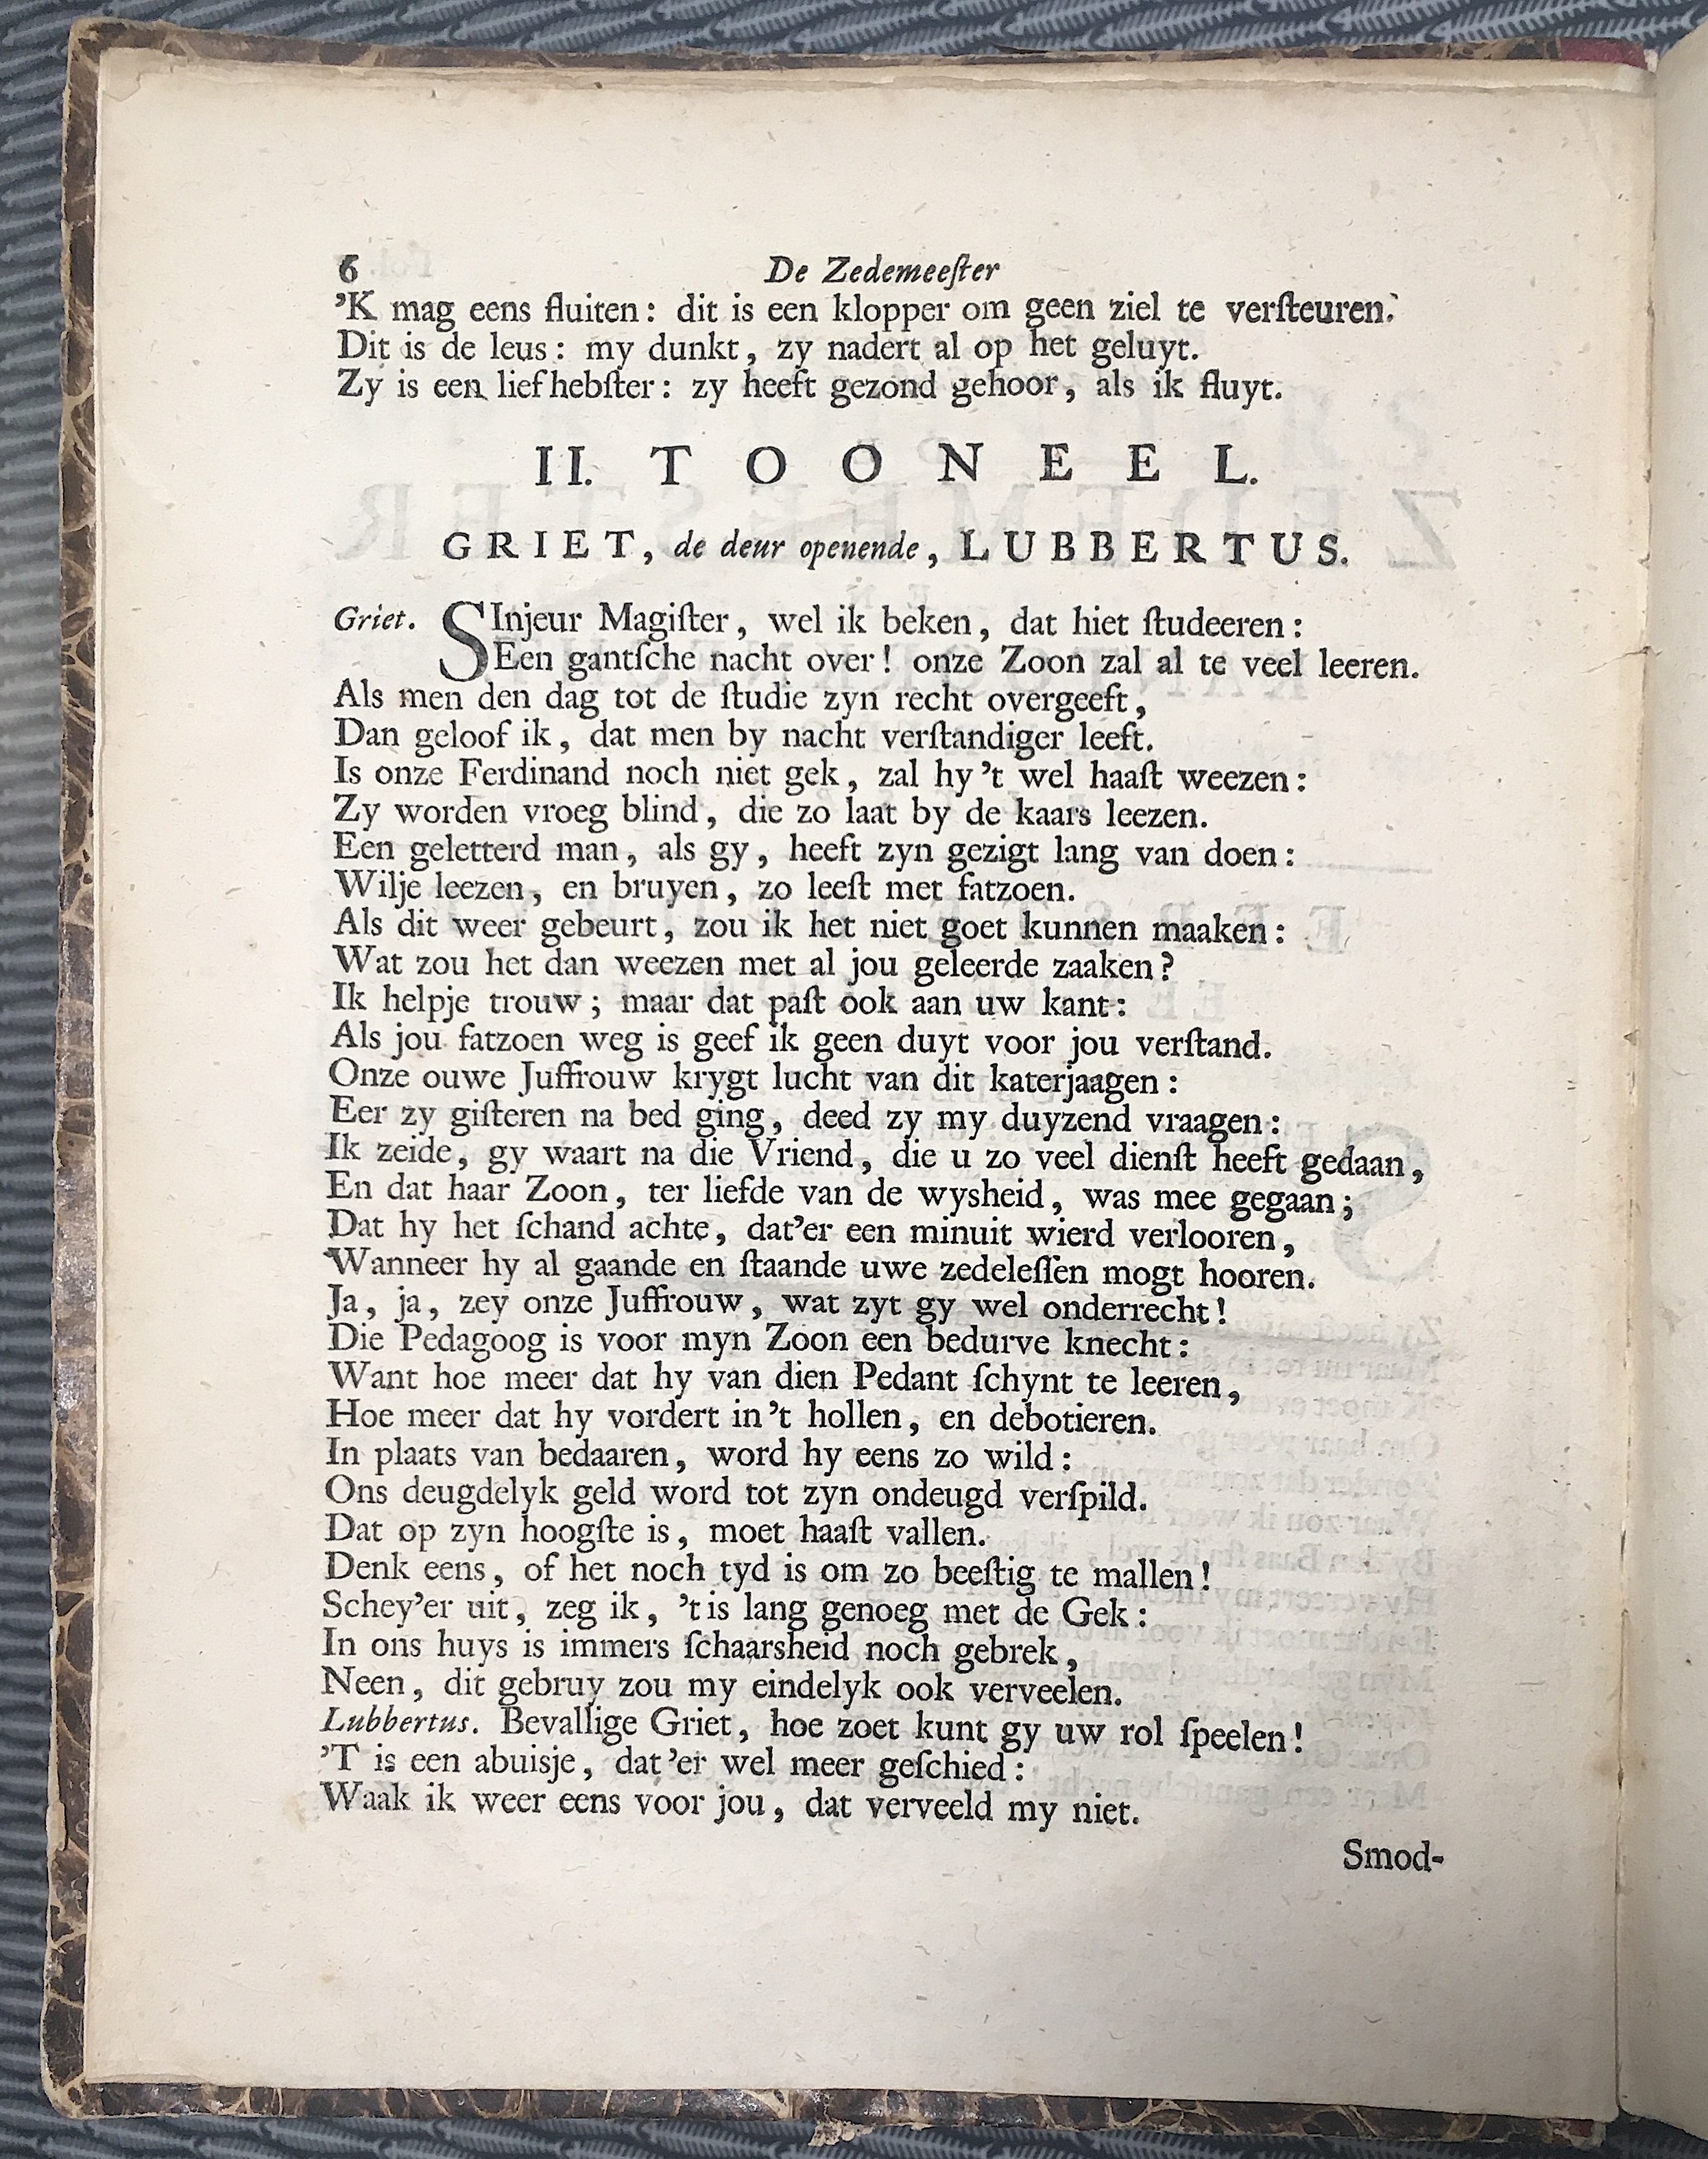 6 De Zedemeeſter
’K mag eens fluiten: dit is een klopper om geen ziel te verſteuren.
Dit is de leus: my dunkt, zy nadert al op het geluyt.
Zy is een liefhebſter: zy heeft gezond gehoor, als ik fluyt.
II. TOONEEL.
GRIET, de deur openende, LUBBERTUS.
Griet. SInjeur Magiſter, wel ik beken, dat hiet ſtudeeren:
Een gantſche nacht over! onze Zoon zal al te veel leeren.
Als men den dag tot de ſtudie zyn recht overgeeft,
Dan geloof ik, dat men by nacht verſtandiger leeft.
Is onze Ferdinand noch niet gek, zal hy ’t wel haaſt weezen:
Zy worden vroeg blind, die zo laat by de kaars leezen.
Een geletterd man, als gy, heeft zyn gezigt lang van doen:
Wilje leezen, en bruyen, zo leeſt met fatzoen.
Als dit weer gebeurt, zou ik het niet goet kunnen maaken:
Wat zou het dan weezen met al jou geleerde zaaken?
Ik helpje trouw; maar dat paſt ook aan uw kant:
Als jou fatzoen weg is geef ik geen duyt voor jou verſtand.
Onze ouwe Juffrouw krygt lucht van dit katerjaagen:
Eer zy giſteren na bed ging, deed zy my duyzend vraagen:
Ik zeide, gy waart na die Vriend, die u zo veel dienſt heeft gedaan,
En dat haar Zoon, ter liefde van de wysheid, was mee gegaan;
Dat hy het ſchand achte, dat’er een minuit wierd verlooren,
Wanneer hy al gaande en ſtaande uwe zedeleſſen mogt hooren.
Ja, ja, zey onze Juffrouw, wat zyt gy wel onderrecht!
Die Pedagoog is voor myn Zoon een bedurve knecht:
Want hoe meer dat hy van dien Pedant ſchynt te leeren,
Hoe meer dat hy vordert in ’t hollen, en debotieren.
In plaats van bedaaren, word hy eens zo wild:
Ons deugdelyk geld word tot zyn ondeugd verſpild.
Dat op zyn hoogſte is, moet haaſt vallen.
Denk eens, of het noch tyd is om zo beeſtig te mallen!
Schey’er uit, zeg ik, ’t is lang genoeg met de Gek:
In ons huys is immers ſchaarsheid noch gebrek,
Neen, dit gebruy zou my eindelyk ook verveelen.
Lubbertus. Bevallige Griet, hoe zoet kunt gy uw rol ſpeelen!
’T is een abuisje, dat ’er wel meer geſchied:
Waak ik weer eens voor jou, dat verveeld my niet.
Smod-